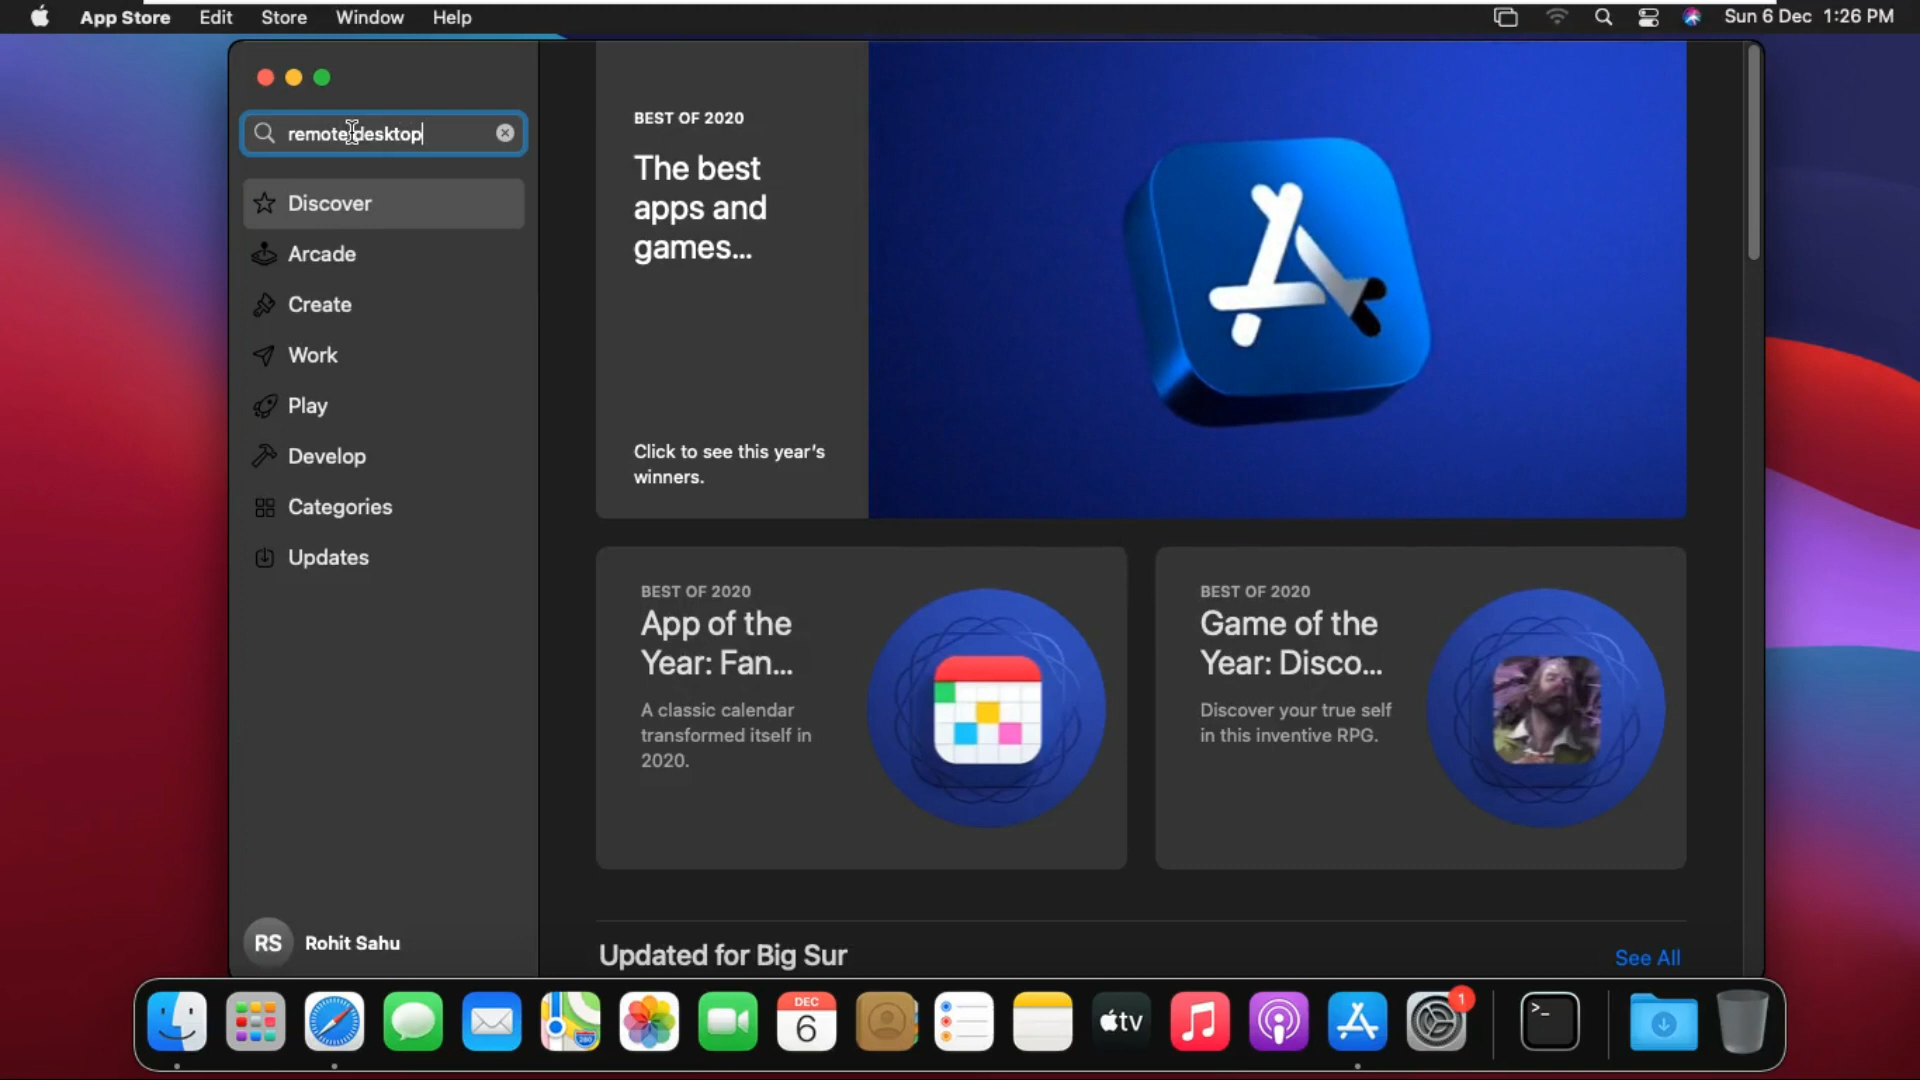 App Store Edit Store Window Help
Sun 6 Dec 1:26 PM
remote desktop
Discover
Arcade
Create
Work
Play
Develop
Categories
Updates
RS Rohit Sahu
BEST OF 2020
The best
apps and
games...
Click to see this year's
winners.
BEST OF 2020
App of the
Year: Fan...
A classic calendar
transformed itself in
2020.
BEST OF 2020
Game of the
Year: Disco...
Discover your true self
in this inventive RPG.
Updated for Big Sur
See All
280
DEC
6
tv
1
>_